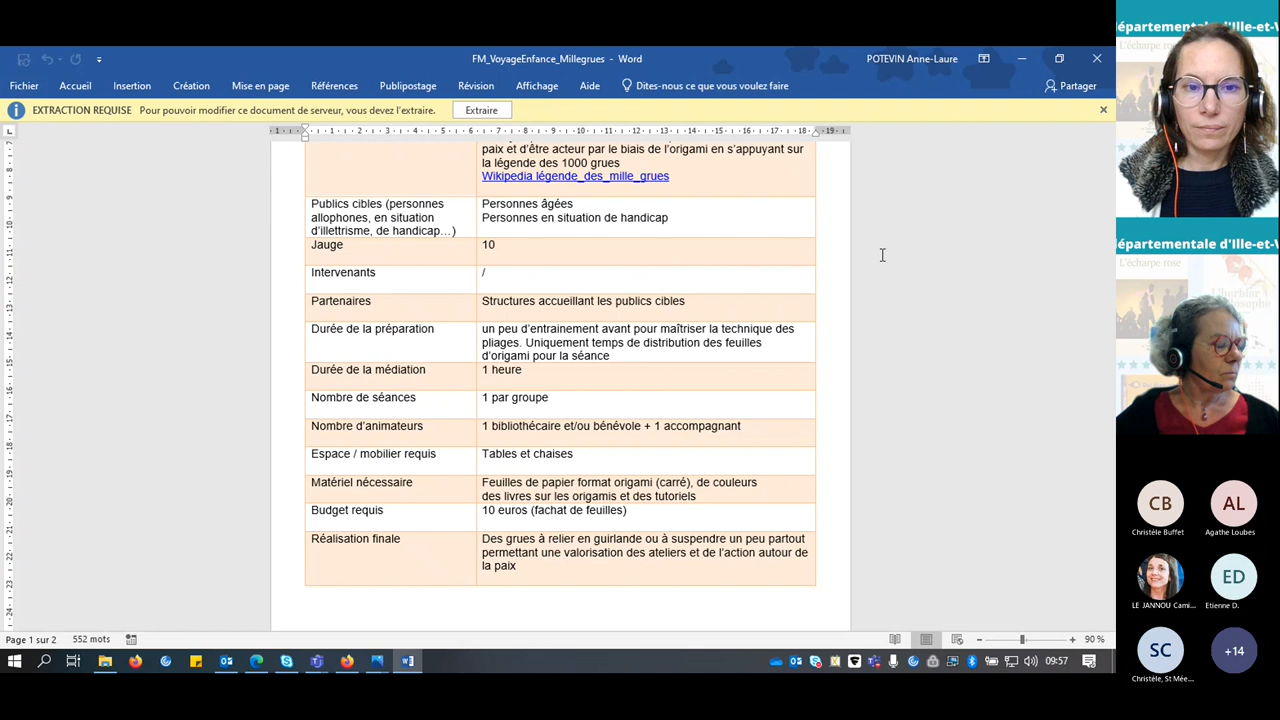 FM_VoyageEnfance_Millegrues - Word
POTEVIN Anne-Laure
Fichier Accueil Insertion Création Mise en page Références Publipostage Révision Affichage Aide Dites-nous ce que vous voulez faire Partager
EXTRACTION REQUISE Pour pouvoir modifier ce document de serveur, vous devez l'extraire. Extraire
paix et d'être acteur par le biais de l'origami en s'appuyant sur
la légende des 1000 grues
Wikipedia légende_des_mille_grues
Publics cibles (personnes
allophones, en situation
d'illettrisme, de handicap…)
Personnes âgées
Personnes en situation de handicap
Jauge
10
Intervenants
/
Partenaires
Structures accueillant les publics cibles
Durée de la préparation
un peu d'entrainement avant pour maîtriser la technique des
pliages. Uniquement temps de distribution des feuilles
d'origami pour la séance
Durée de la médiation
1 heure
Nombre de séances
1 par groupe
Nombre d'animateurs
1 bibliothécaire et/ou bénévole + 1 accompagnant
Espace / mobilier requis
Tables et chaises
Matériel nécessaire
Feuilles de papier format origami (carré), de couleurs
des livres sur les origamis et des tutoriels
Budget requis
10 euros (fachat de feuilles)
Réalisation finale
Des grues à relier en guirlande ou à suspendre un peu partout
permettant une valorisation des ateliers et de l'action autour de
la paix
Page 1 sur 2 552 mots
90 %
09:57
épartementale d'Ille-et-V
L'écharpe rose
épartementale d'Ille-et-V
L'écharpe rose
L'herbier
philosophe
CB
Christèle Buffet
AL
Agathe Loubes
LE JANNOU Cami...
ED
Etienne D.
SC
Christèle, St Mée...
+14